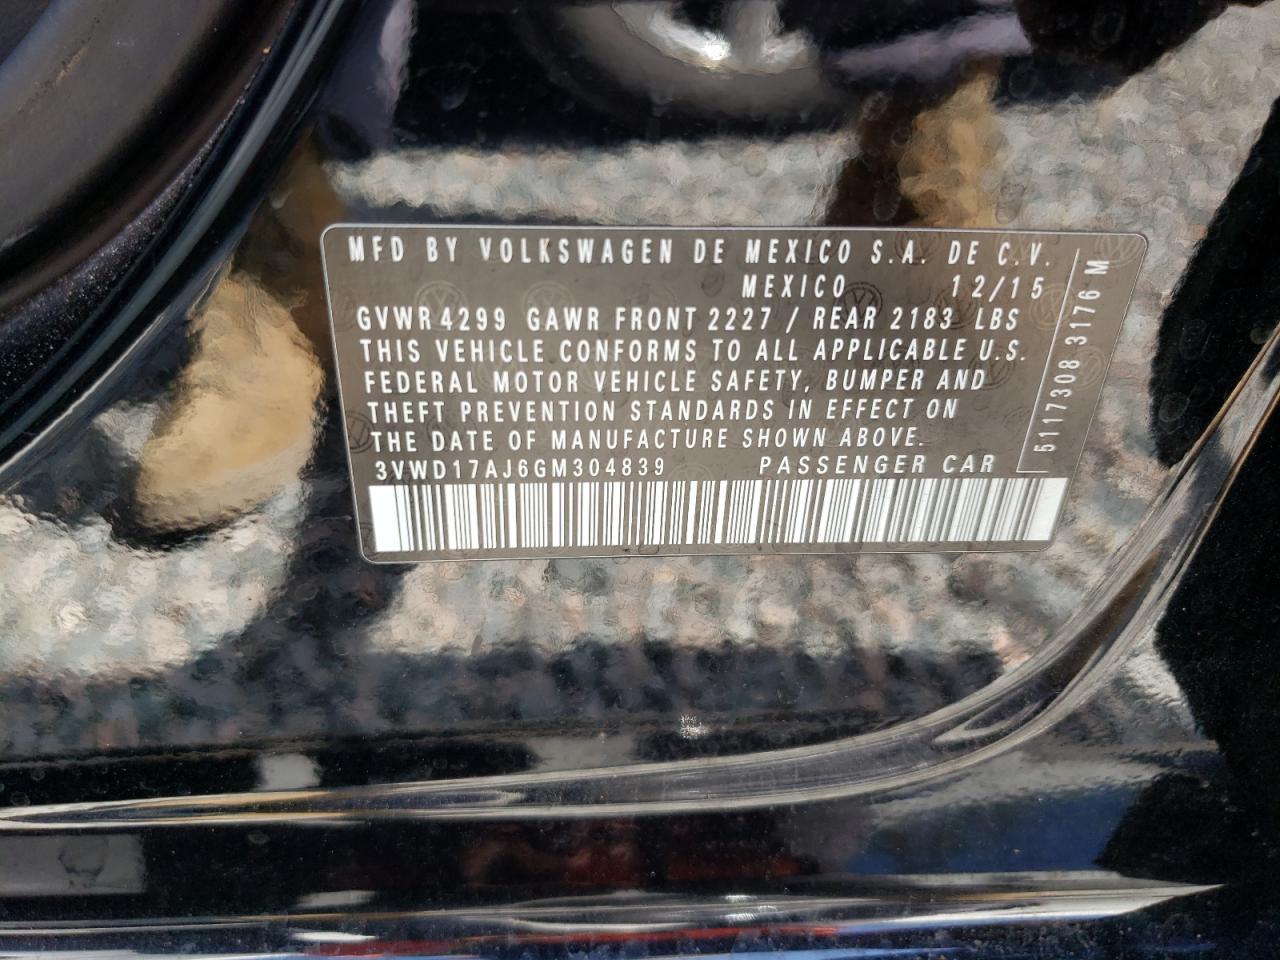 MFD BY VOLKSWAGEN DE MEXICO S.A. DE C.V.
MEXICO 12/15
GVWR 4299 GAWR FRONT 2227 / REAR 2183 LBS
THIS VEHICLE CONFORMS TO ALL APPLICABLE U.S.
FEDERAL MOTOR VEHICLE SAFETY, BUMPER AND
THEFT PREVENTION STANDARDS IN EFFECT ON
THE DATE OF MANUFACTURE SHOWN ABOVE.
3VWD17AJ6GM304839 PASSENGER CAR
5117308 3176 M